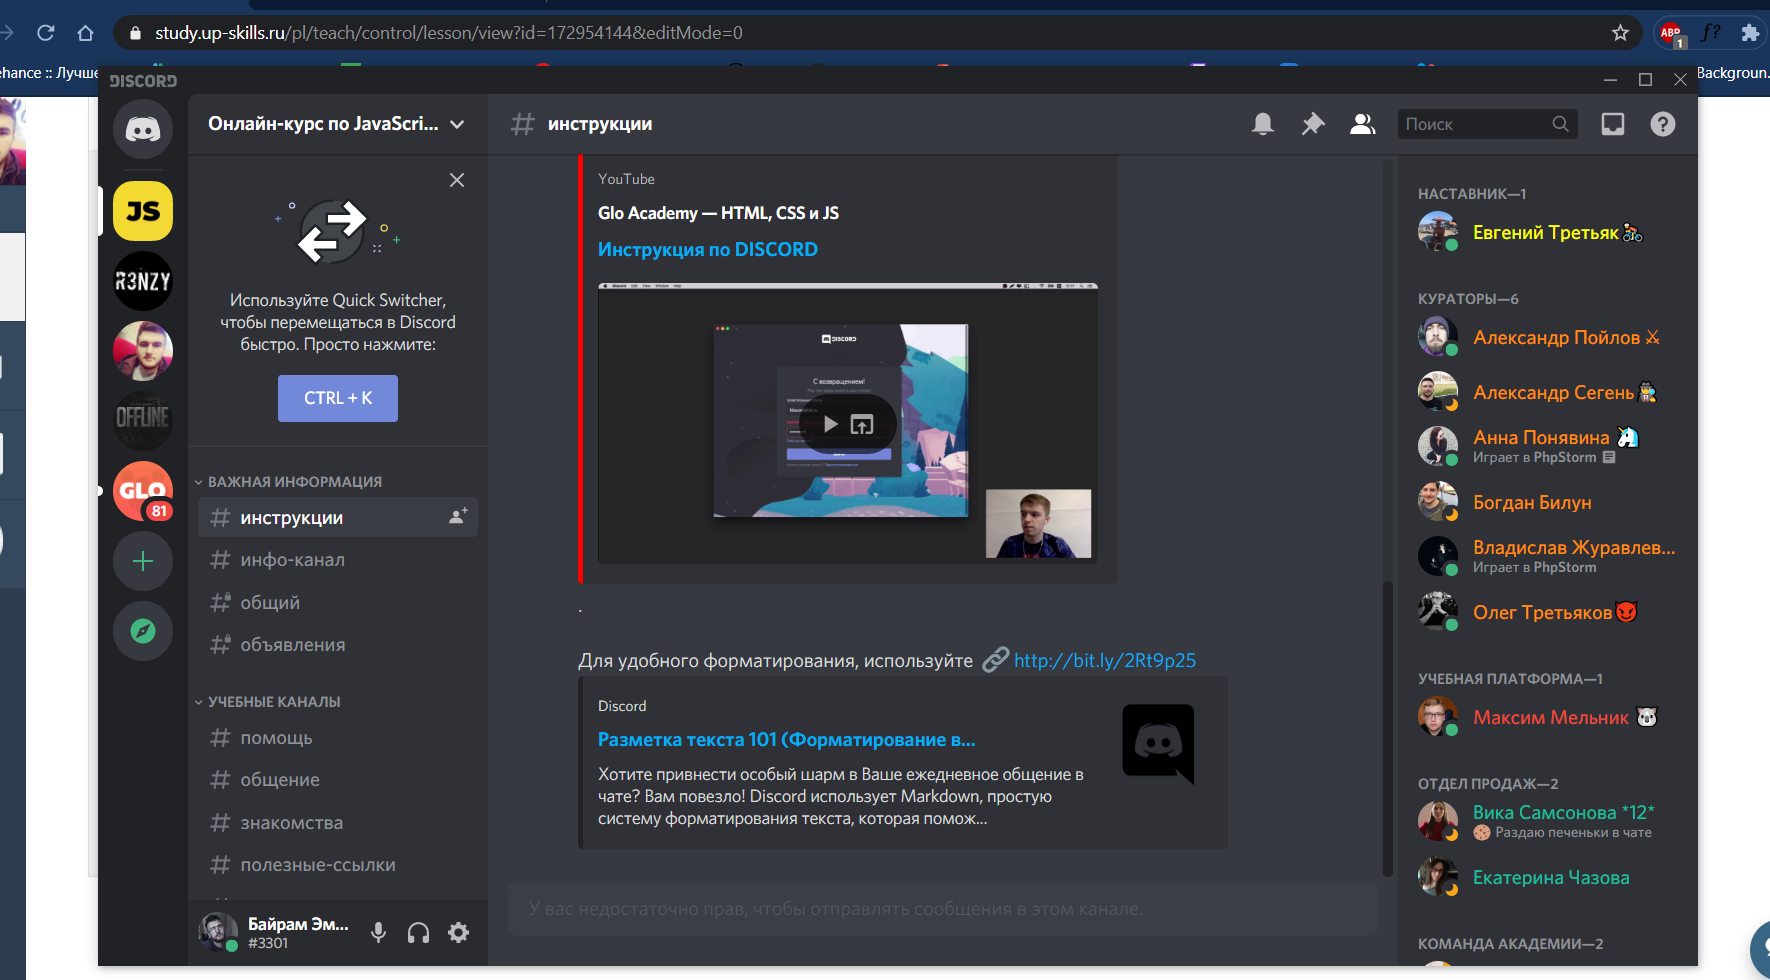 study.up-skills.ru/pl/teach/control/lesson/view?id=172954144&editMode=0
ABP
1
f?
ehance :: Лучше
Backgroun.
DISCORD
Онлайн-курс по JavaScri...
инструкции
Поиск
JS
R3NZY
OFFLINE
GLO
81
Используйте Quick Switcher,
чтобы перемещаться в Discord
быстро. Просто нажмите:
CTRL + K
ВАЖНАЯ ИНФОРМАЦИЯ
инструкции
инфо-канал
общий
объявления
УЧЕБНЫЕ КАНАЛЫ
помощь
общение
знакомства
полезные-ссылки
Байрам Эм...
#3301
YouTube
Glo Academy — HTML, CSS и JS
Инструкция по DISCORD
DISCORD
С возвращением!
.
Для удобного форматирования, используйте http://bit.ly/2Rt9p25
Discord
Разметка текста 101 (Форматирование в...
Хотите привнести особый шарм в Ваше ежедневное общение в
чате? Вам повезло! Discord использует Markdown, простую
систему форматирования текста, которая помож...
У вас недостаточно прав, чтобы отправлять сообщения в этом канале.
НАСТАВНИК—1
Евгений Третьяк
КУРАТОРЫ—6
Александр Пойлов
Александр Сегень
Анна Понявина
Играет в PhpStorm
Богдан Билун
Владислав Журавлев...
Играет в PhpStorm
Олег Третьяков
УЧЕБНАЯ ПЛАТФОРМА—1
Максим Мельник
ОТДЕЛ ПРОДАЖ—2
Вика Самсонова *12*
Раздаю печеньки в чате
Екатерина Чазова
КОМАНДА АКАДЕМИИ—2